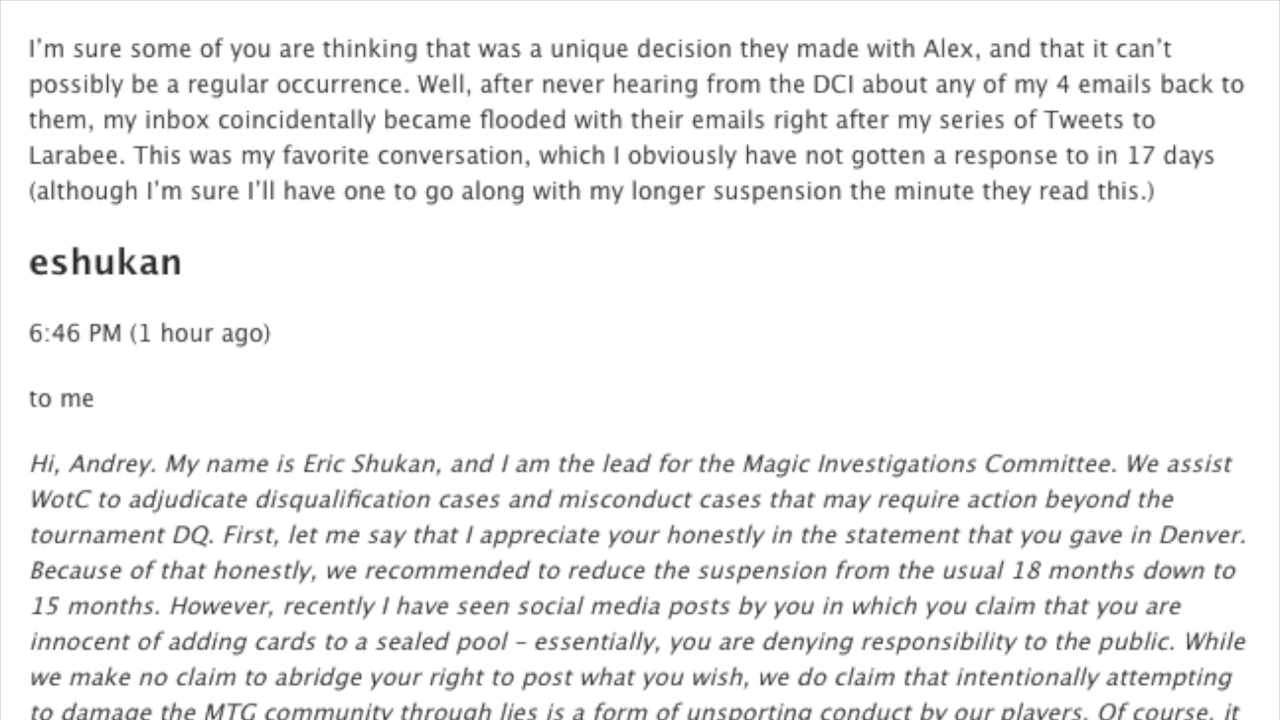 I’m sure some of you are thinking that was a unique decision they made with Alex, and that it can’t
possibly be a regular occurrence. Well, after never hearing from the DCI about any of my 4 emails back to
them, my inbox coincidentally became flooded with their emails right after my series of Tweets to
Larabee. This was my favorite conversation, which I obviously have not gotten a response to in 17 days
(although I’m sure I’ll have one to go along with my longer suspension the minute they read this.)
eshukan
6:46 PM (1 hour ago)
to me
Hi, Andrey. My name is Eric Shukan, and I am the lead for the Magic Investigations Committee. We assist
WotC to adjudicate disqualification cases and misconduct cases that may require action beyond the
tournament DQ. First, let me say that I appreciate your honestly in the statement that you gave in Denver.
Because of that honestly, we recommended to reduce the suspension from the usual 18 months down to
15 months. However, recently I have seen social media posts by you in which you claim that you are
innocent of adding cards to a sealed pool – essentially, you are denying responsibility to the public. While
we make no claim to abridge your right to post what you wish, we do claim that intentionally attempting
to damage the MTG community through lies is a form of unsporting conduct by our players. Of course, it